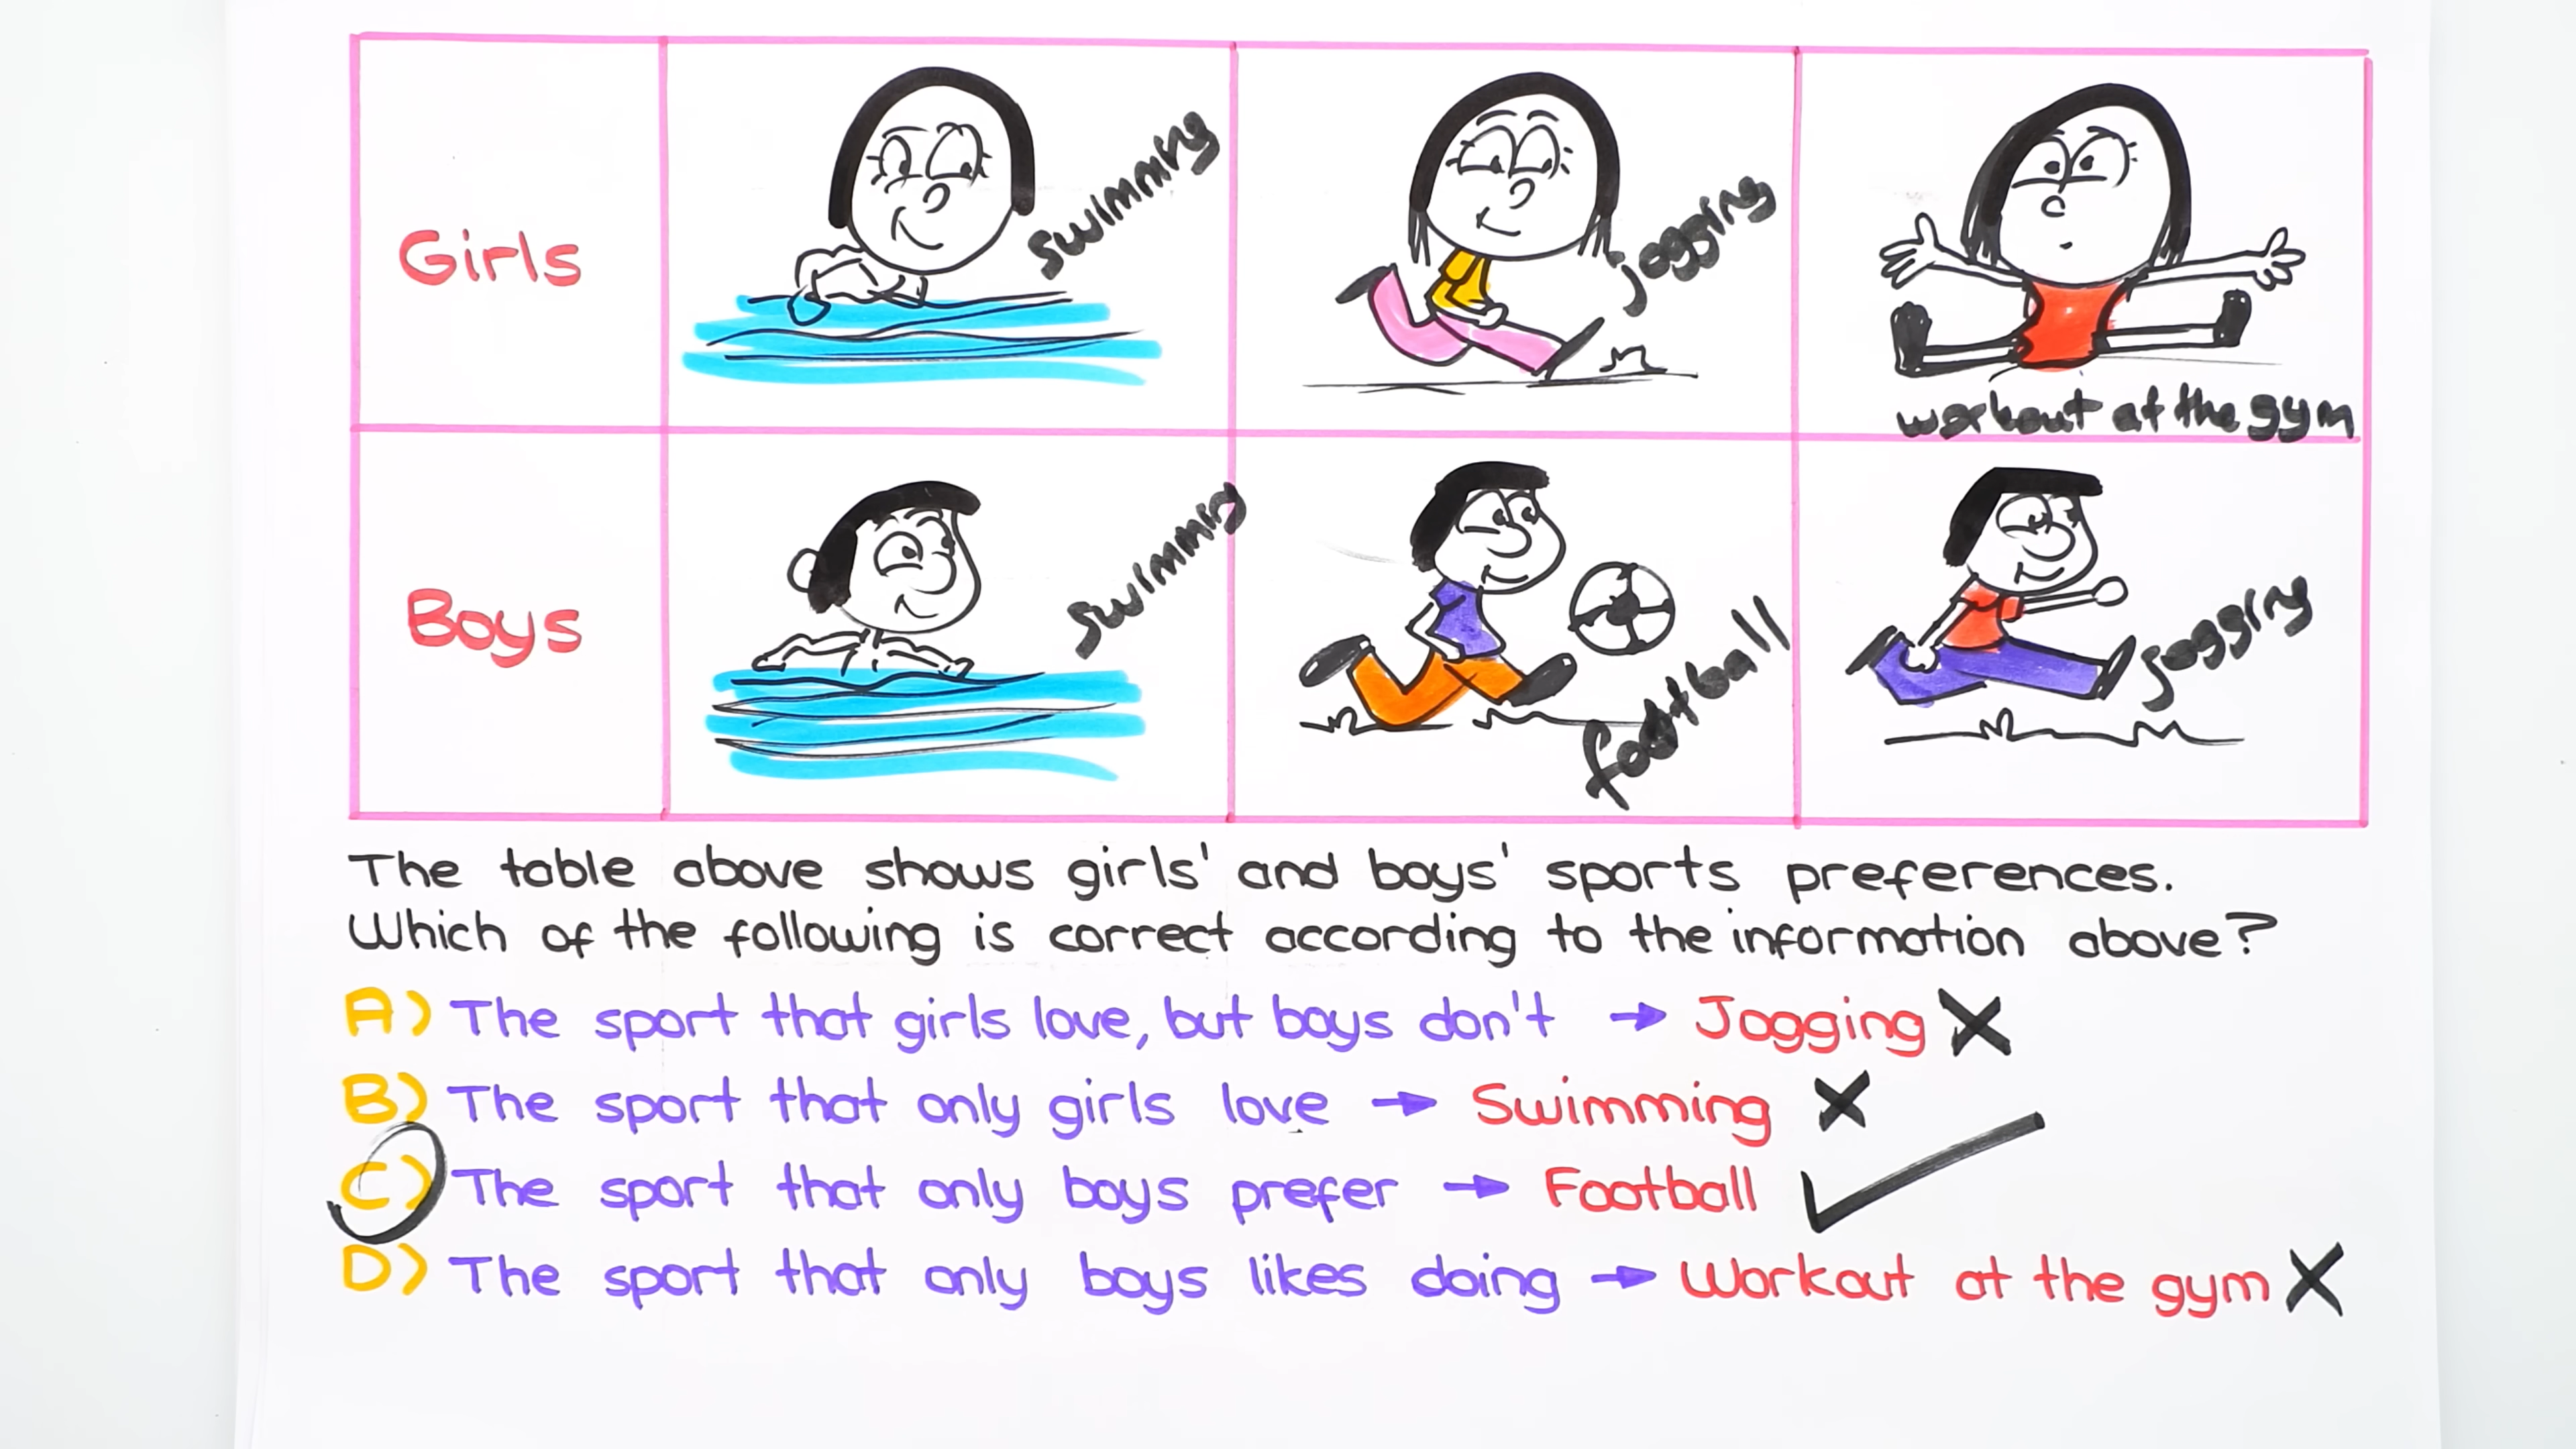 Girls
swimming
jogging
workout at the gym
Boys
swimming
football
jogging
The table above shows girls' and boys' sports preferences.
Which of the following is correct according to the information above?
A) The sport that girls love, but boys don't → Jogging X
B) The sport that only girls love → Swimming X
C) The sport that only boys prefer → Football ✓
D) The sport that only boys likes doing → Workout at the gym X